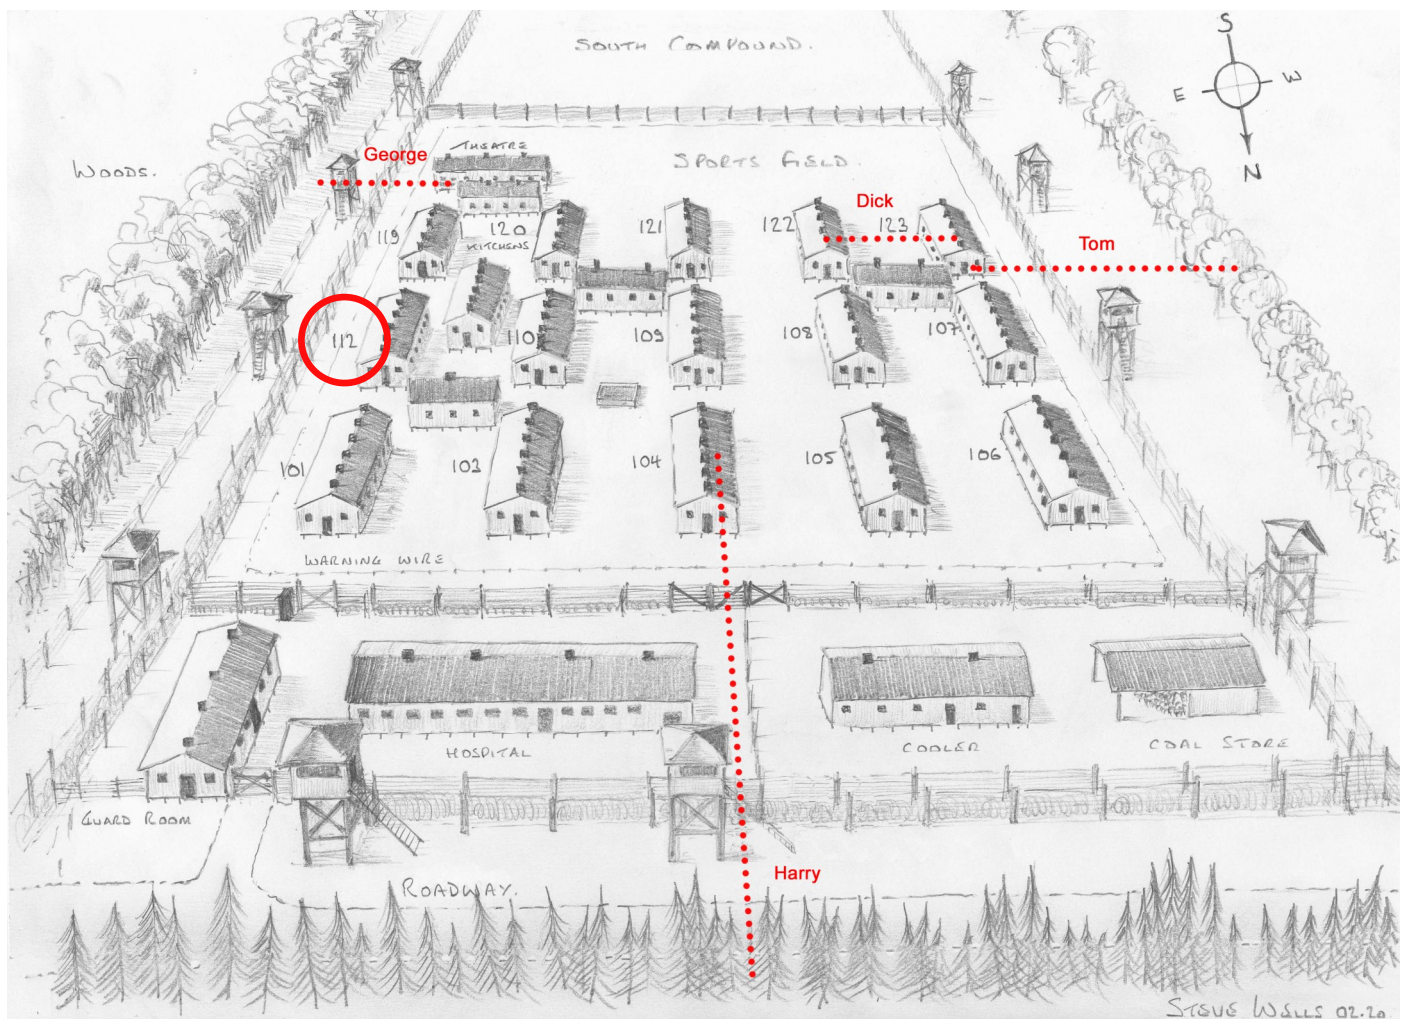 SOUTH COMPOUND.
S
E
W
N
WOODS.
George
THEATRE
SPORTS FIELD.
Dick
119
120
KITCHENS
121
122
123
Tom
112
110
109
108
107
101
103
104
105
106
WARNING WIRE
HOSPITAL
COOLER
COAL STORE
GUARD ROOM
Harry
ROADWAY.
STEVE WELLS 02.20